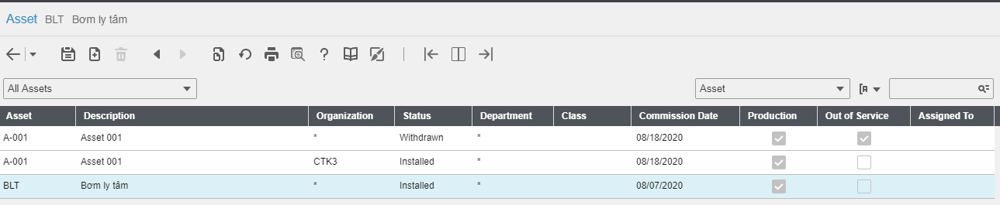 Asset BLT Bơm ly tâm
All Assets Asset
Asset Description Organization Status Department Class Commission Date Production Out of Service Assigned To
A-001 Asset 001 * Withdrawn * 08/18/2020
A-001 Asset 001 CTK3 Installed * 08/18/2020
BLT Bơm ly tâm * Installed * 08/07/2020